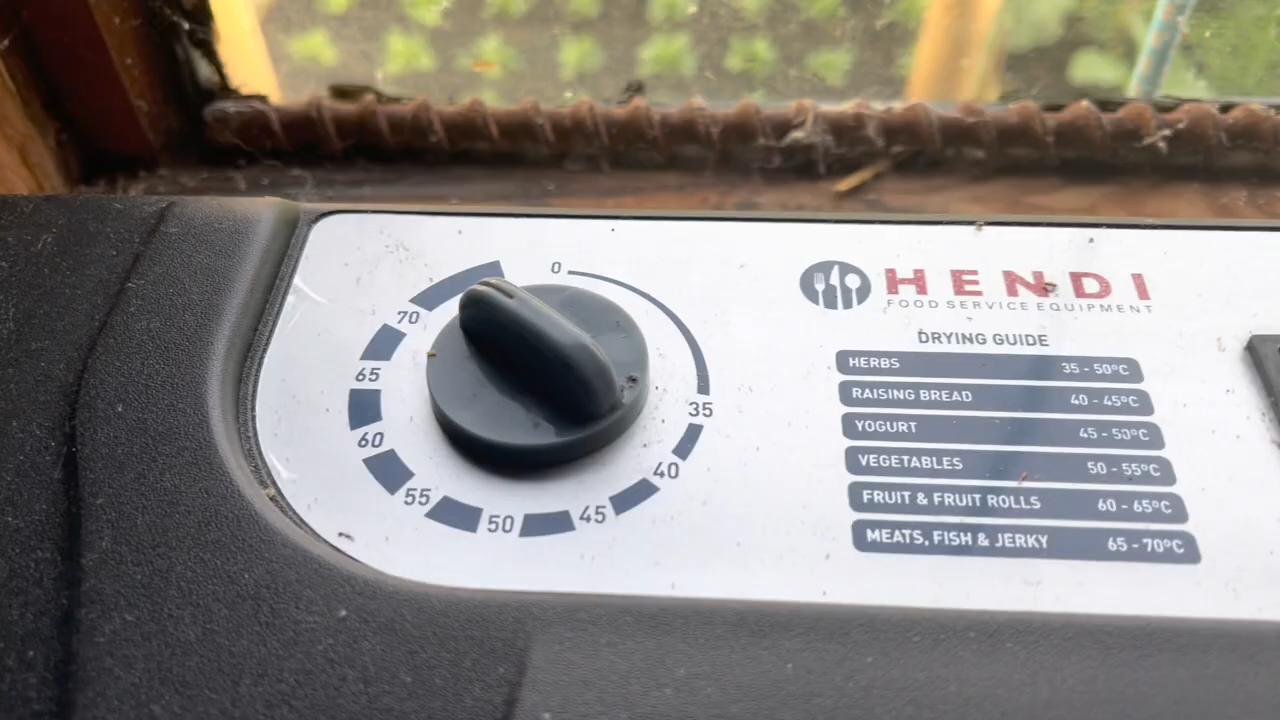 0
35
40
45
50
55
60
65
70
HENDI
FOOD SERVICE EQUIPMENT
DRYING GUIDE
HERBS 35 - 50°C
RAISING BREAD 40 - 45°C
YOGURT 45 - 50°C
VEGETABLES 50 - 55°C
FRUIT & FRUIT ROLLS 60 - 65°C
MEATS, FISH & JERKY 65 - 70°C